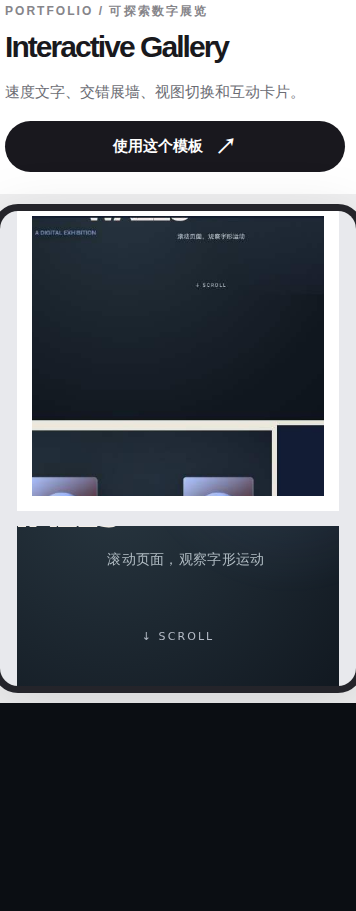 PORTFOLIO / 可探索数字展览
Interactive Gallery
速度文字、交错展墙、视图切换和互动卡片。
使用这个模板 ↗
A DIGITAL EXHIBITION
滚动页面，观察字形运动
↓ SCROLL
滚动页面，观察字形运动
↓ SCROLL